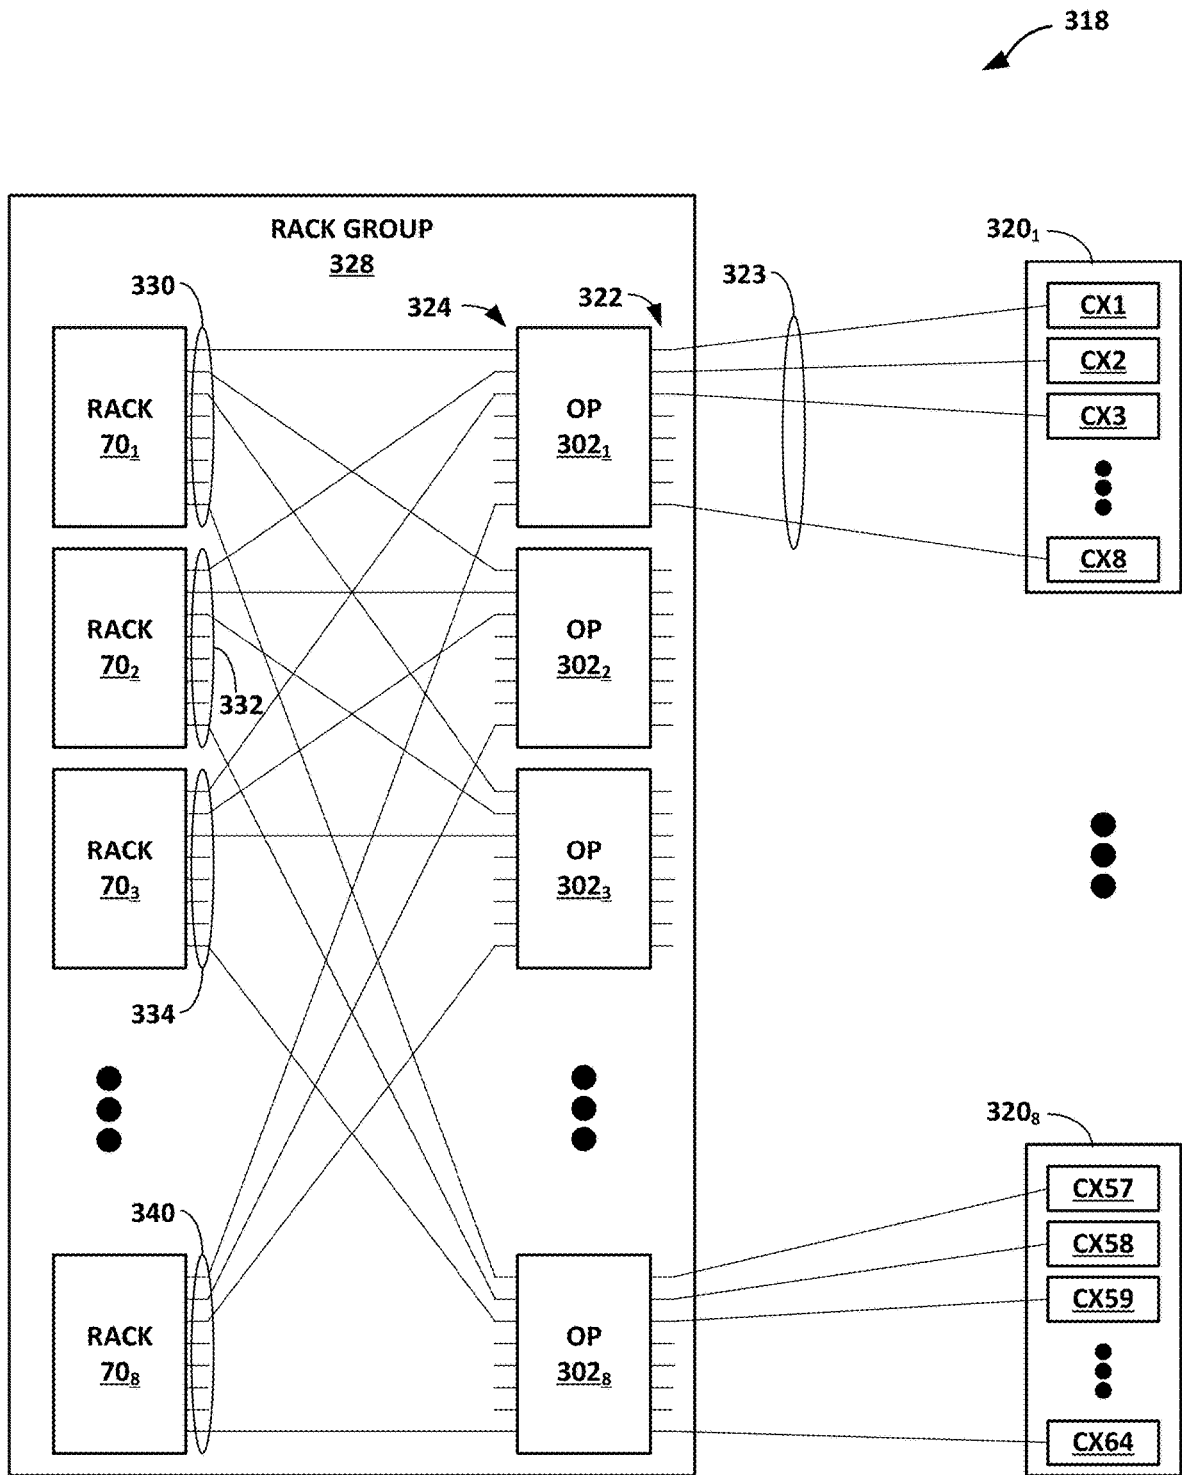 318
RACK GROUP
328
330
324
322
323
320₁
RACK
70₁
OP
302₁
CX1
CX2
CX3
CX8
RACK
70₂
332
OP
302₂
RACK
70₃
334
OP
302₃
340
RACK
70₈
OP
302₈
320₈
CX57
CX58
CX59
CX64